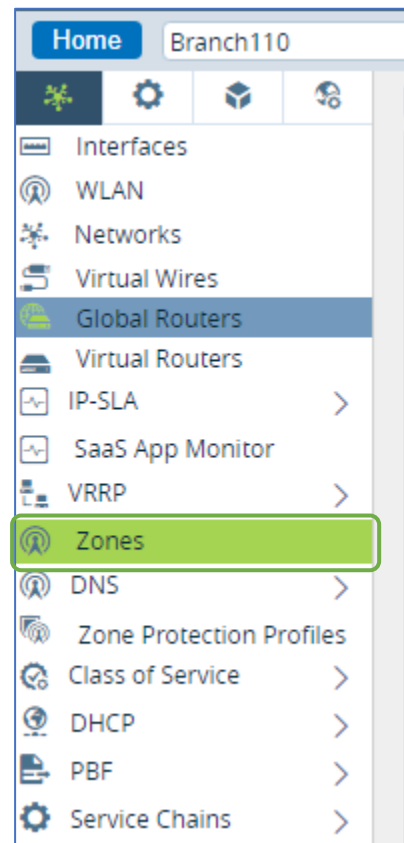 Home Branch110
Interfaces
WLAN
Networks
Virtual Wires
Global Routers
Virtual Routers
IP-SLA
SaaS App Monitor
VRRP
Zones
DNS
Zone Protection Profiles
Class of Service
DHCP
PBF
Service Chains